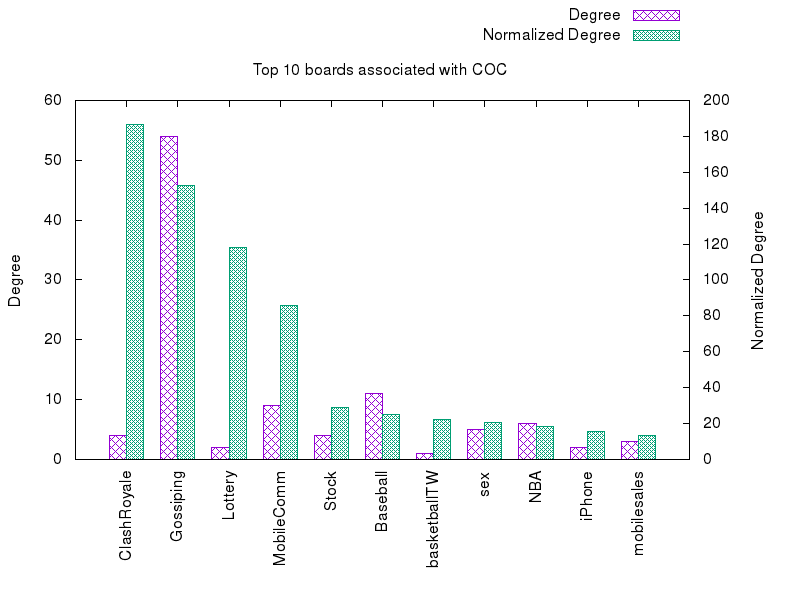 Degree
Normalized Degree
Top 10 boards associated with COC
60 200
180
50 160
140
40 120
30 100
80
20 60
10 40
20
0 0
Degree
Normalized Degree
ClashRoyale
Gossiping
Lottery
MobileComm
Stock
Baseball
basketballTW
sex
NBA
iPhone
mobilesales